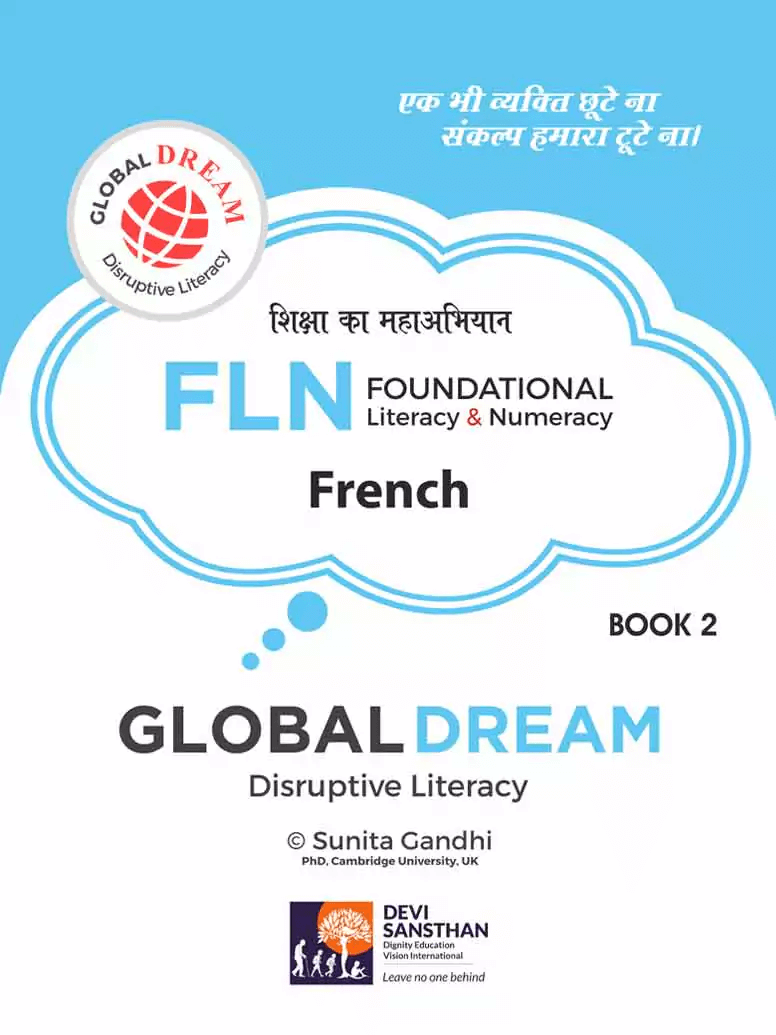 एक भी व्यक्ति छूटे ना
संकल्प हमारा टूटे ना।
GLOBAL DREAM
Disruptive Literacy
शिक्षा का महाअभियान
FLN FOUNDATIONAL
Literacy & Numeracy
French
BOOK 2
GLOBAL DREAM
Disruptive Literacy
© Sunita Gandhi
PhD, Cambridge University, UK
DEVI
SANSTHAN
Dignity Education
Vision International
Leave no one behind